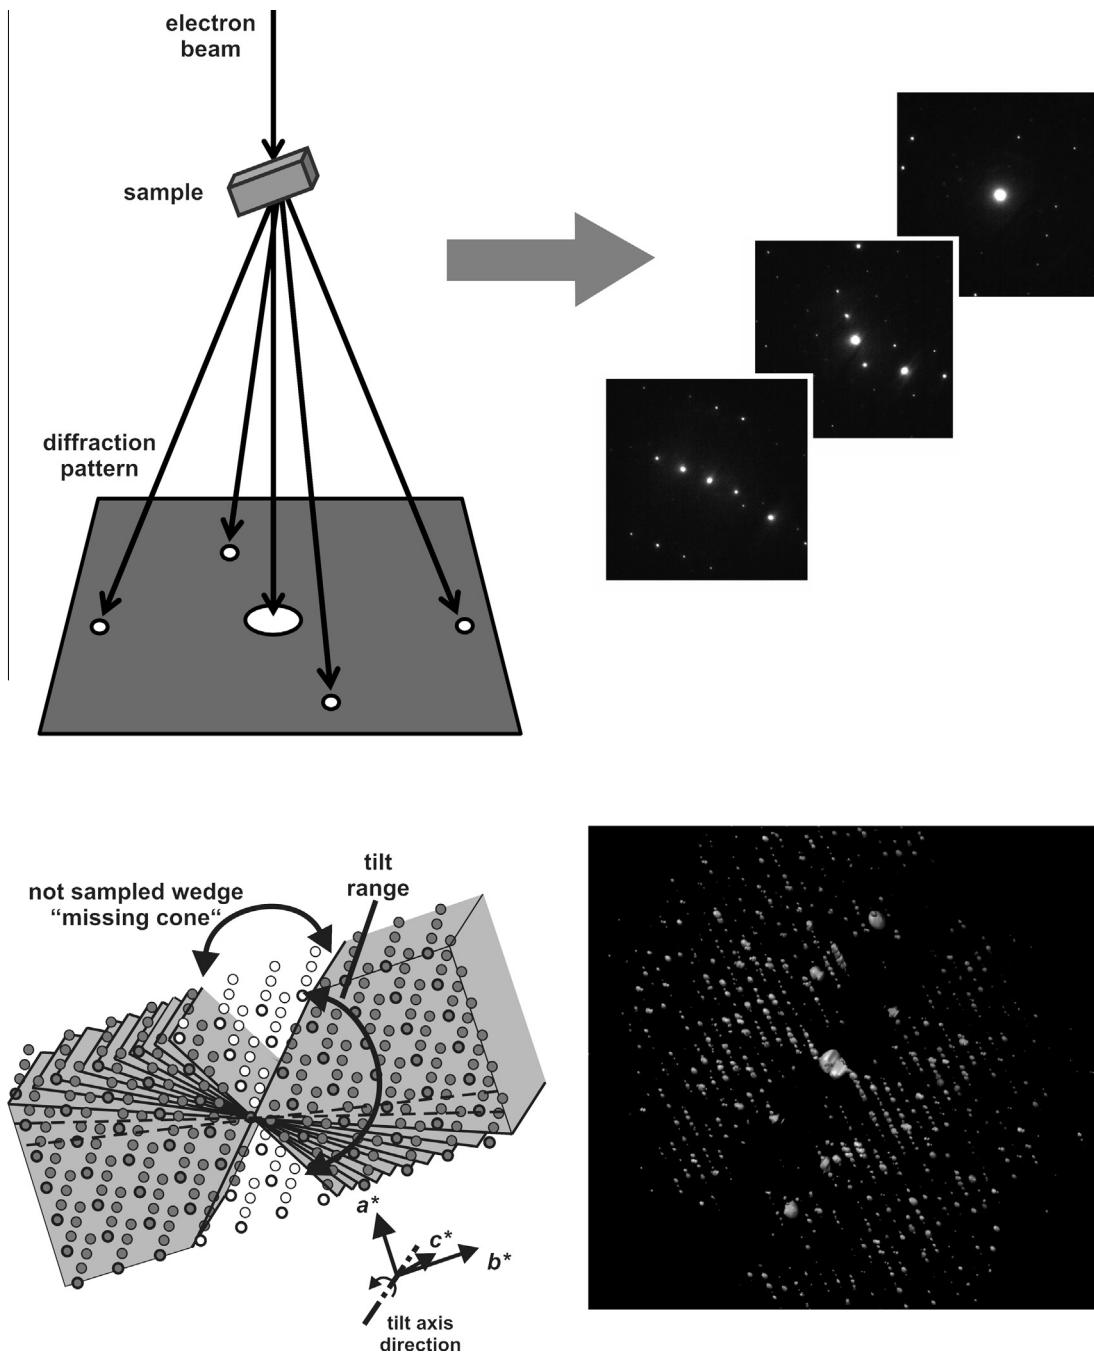 electron
beam
sample
diffraction
pattern
tilt
range
not sampled wedge
“missing cone“
a*
c*
b*
tilt axis
direction